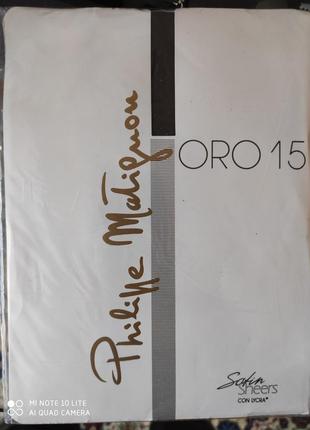 Philippe Matignon
ORO 15
Satin
Sheers
CON LYCRA®
MI NOTE 10 LITE
AI QUAD CAMERA